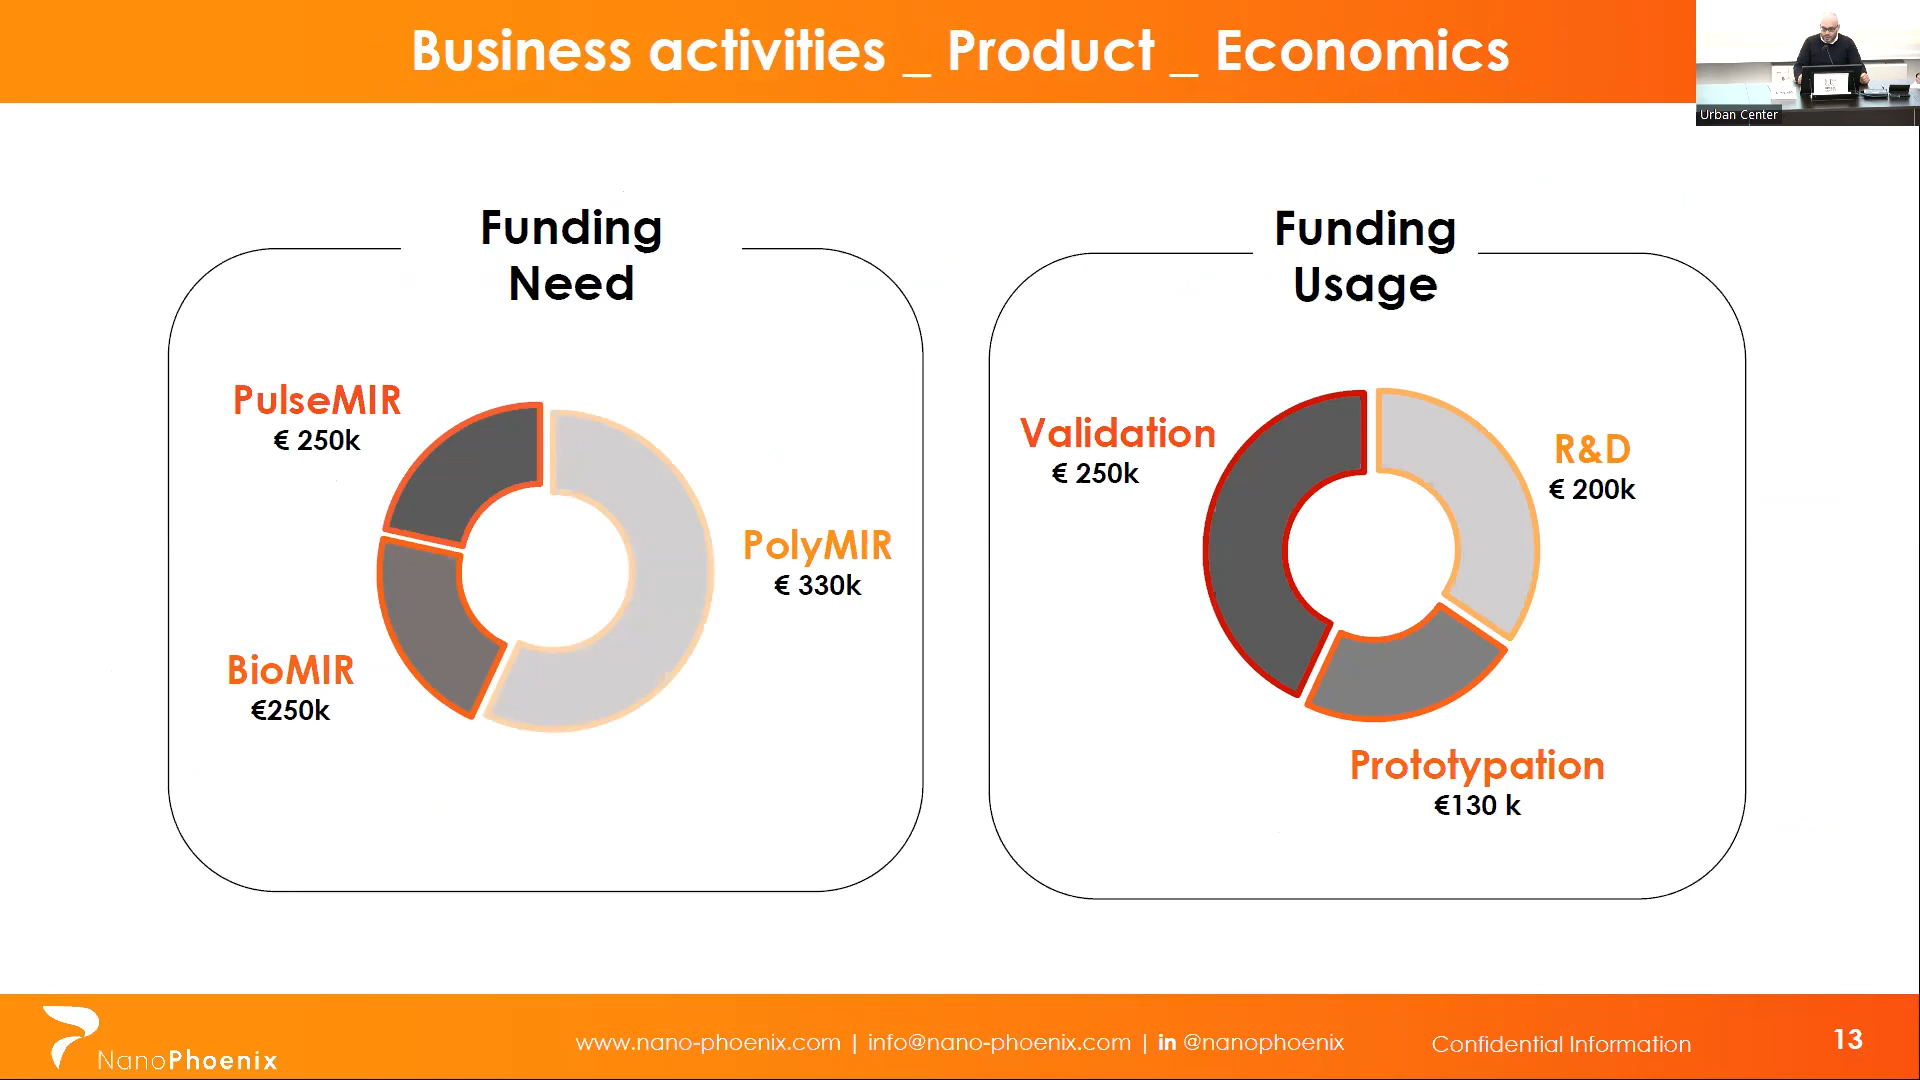 Business activities _ Product _ Economics
Urban Center
Funding
Need
PulseMIR
€ 250k
PolyMIR
€ 330k
BioMIR
€250k
Funding
Usage
Validation
€ 250k
R&D
€ 200k
Prototypation
€130 k
NanoPhoenix
www.nano-phoenix.com | info@nano-phoenix.com | in @nanophoenix
Confidential Information
13